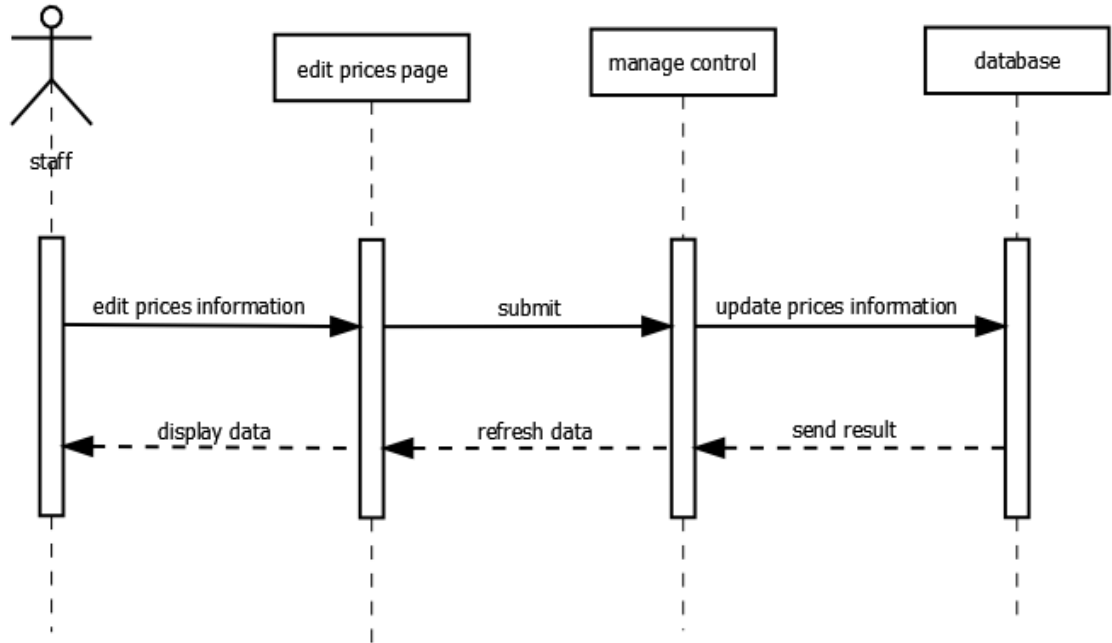 edit prices page
manage control
database
staff
edit prices information
submit
update prices information
display data
refresh data
send result